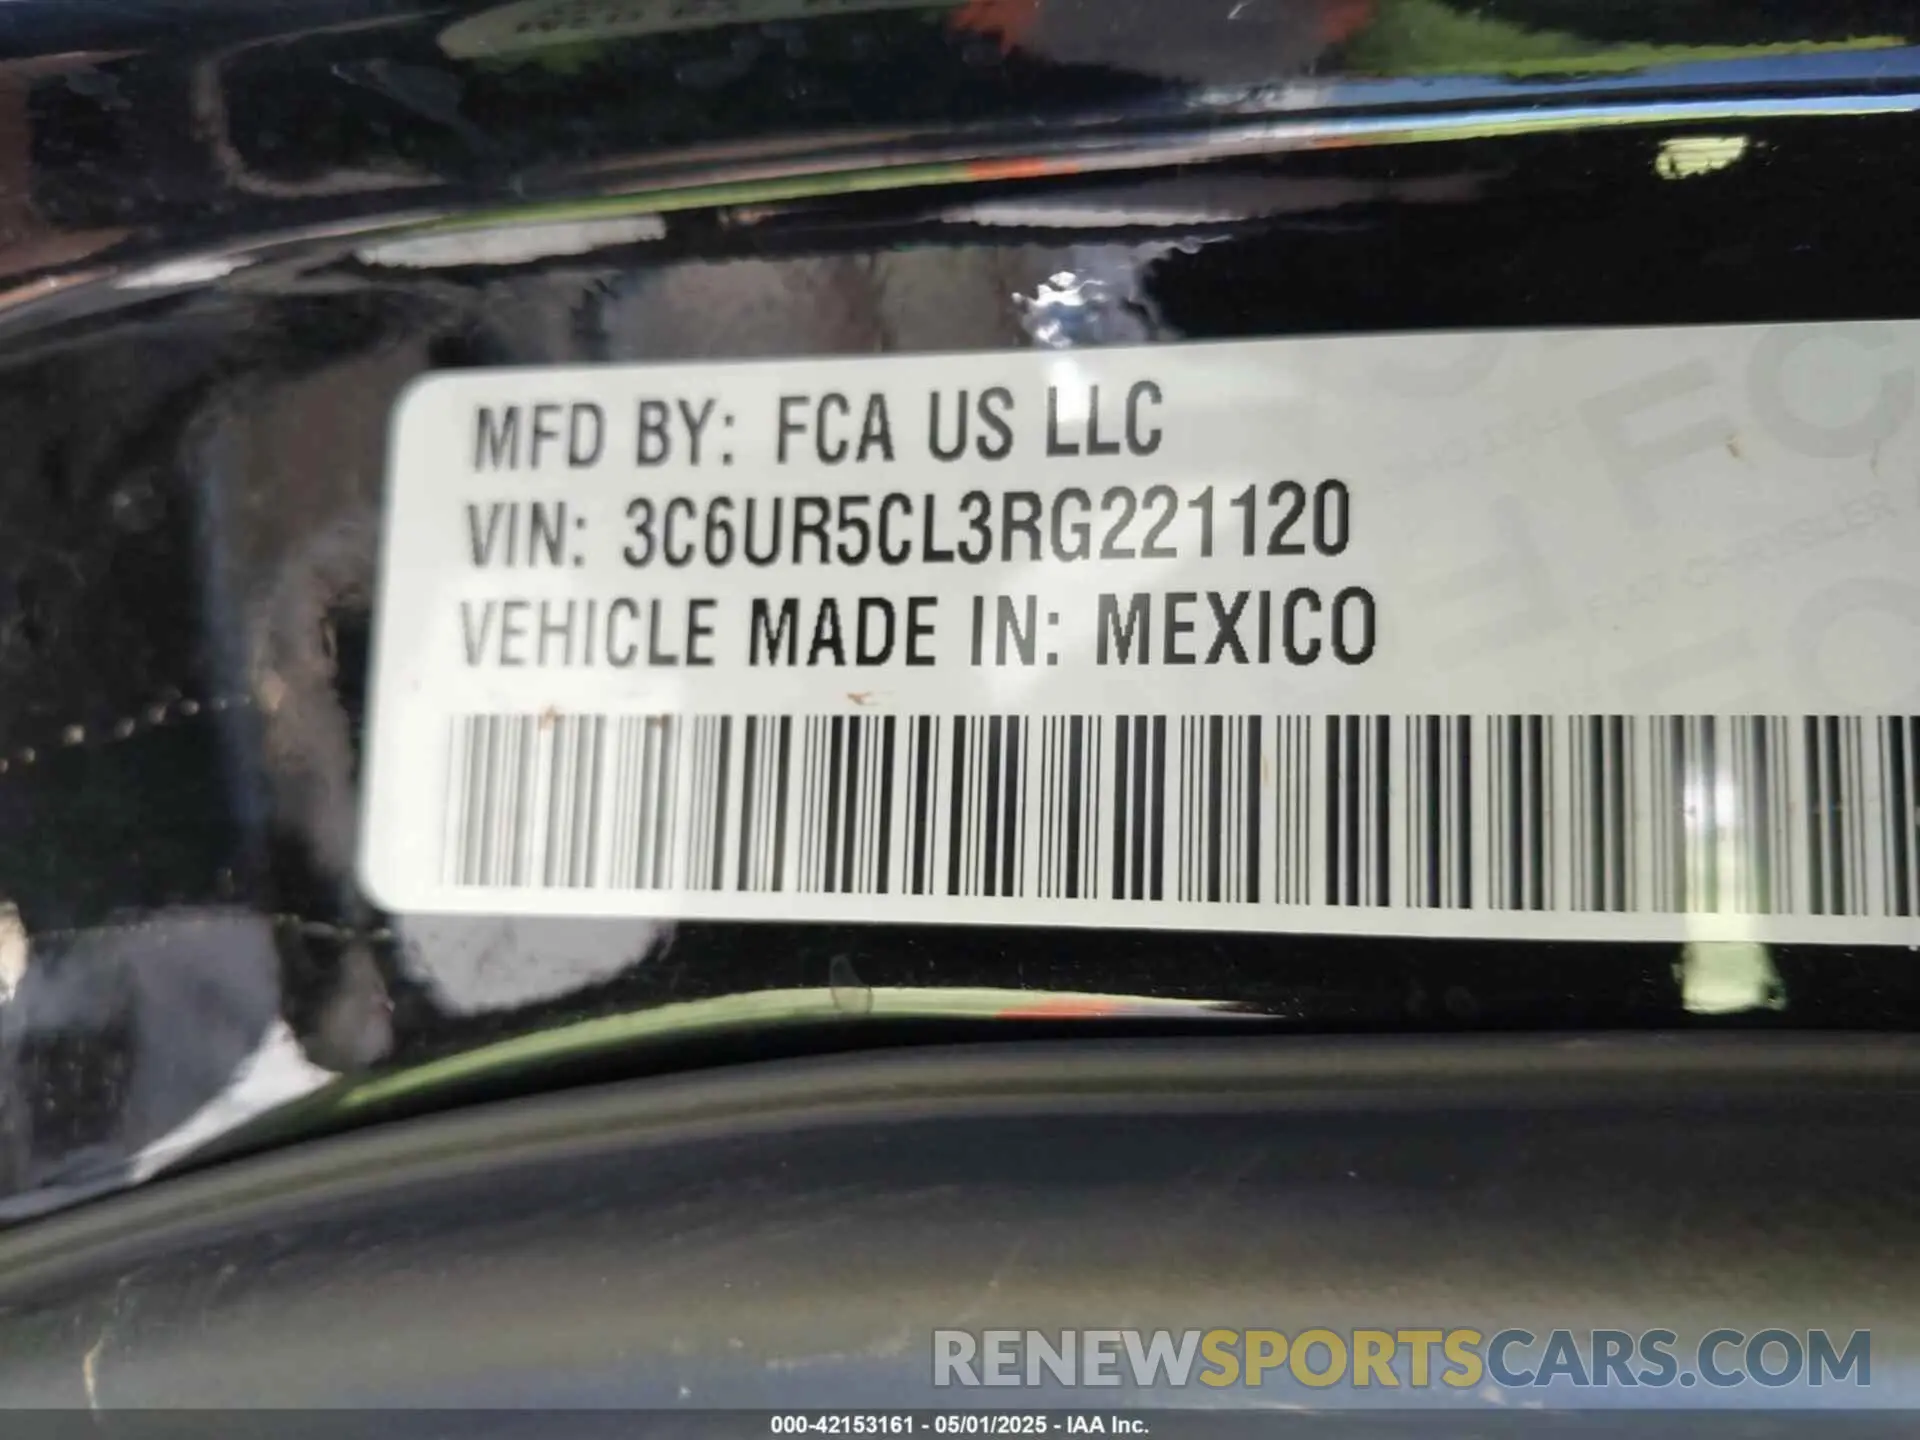 MFD BY: FCA US LLC
VIN: 3C6UR5CL3RG221120
VEHICLE MADE IN: MEXICO
RENEWSPORTSCARS.COM
000-42153161 - 05/01/2025 - IAA Inc.